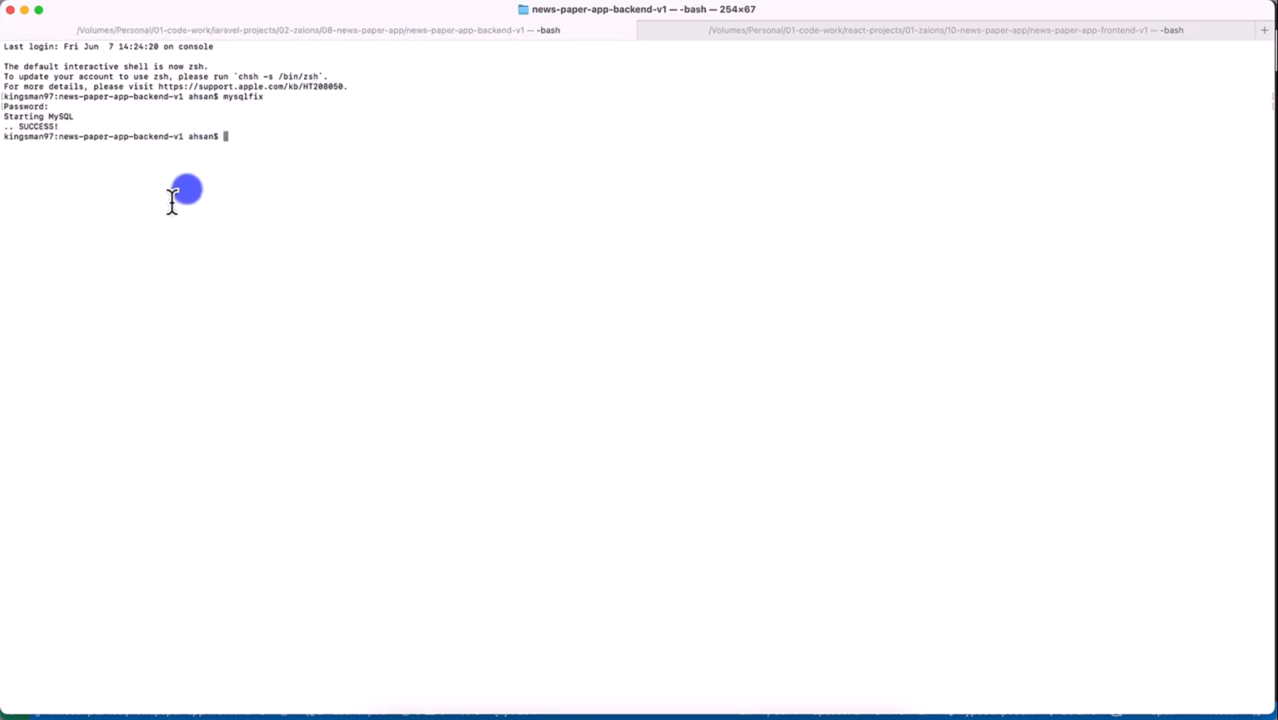 news-paper-app-backend-v1 — -bash — 254×67
/Volumes/Personal/01-code-work/laravel-projects/02-zaions/08-news-paper-app/news-paper-app-backend-v1 — -bash
/Volumes/Personal/01-code-work/react-projects/01-zaions/10-news-paper-app/news-paper-app-frontend-v1 — -bash
+
Last login: Fri Jun  7 14:24:20 on console
The default interactive shell is now zsh.
To update your account to use zsh, please run `chsh -s /bin/zsh`.
For more details, please visit https://support.apple.com/kb/HT208050.
kingsman97:news-paper-app-backend-v1 ahsan$ mysqlfix
Password:
Starting MySQL
.. SUCCESS!
kingsman97:news-paper-app-backend-v1 ahsan$